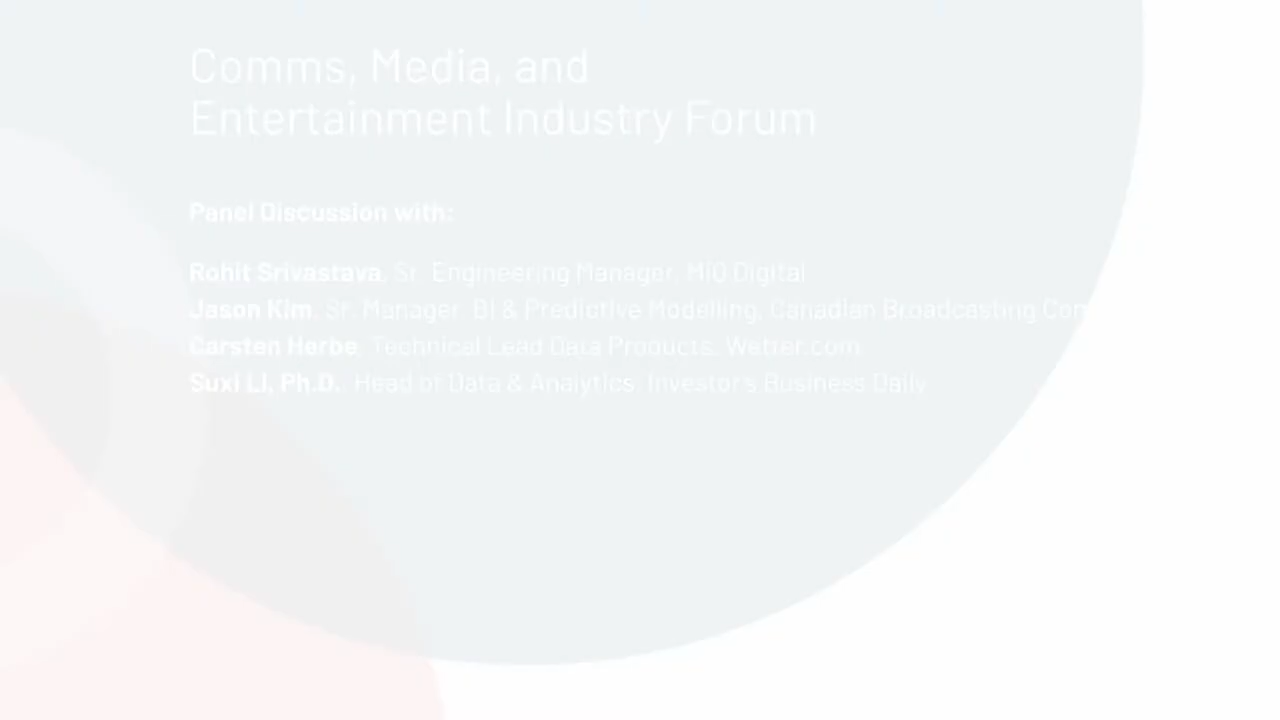 Comms, Media, and
Entertainment Industry Forum
Panel Discussion with:
Rohit Srivastava, Sr. Engineering Manager, MiQ Digital
Jason Kim, Sr. Manager, BI & Predictive Modelling, Canadian Broadcasting
Carsten Herbe, Technical Lead Data Products, Wetter.com
Suxi Li, Ph.D., Head of Data & Analytics, Investor's Business Daily